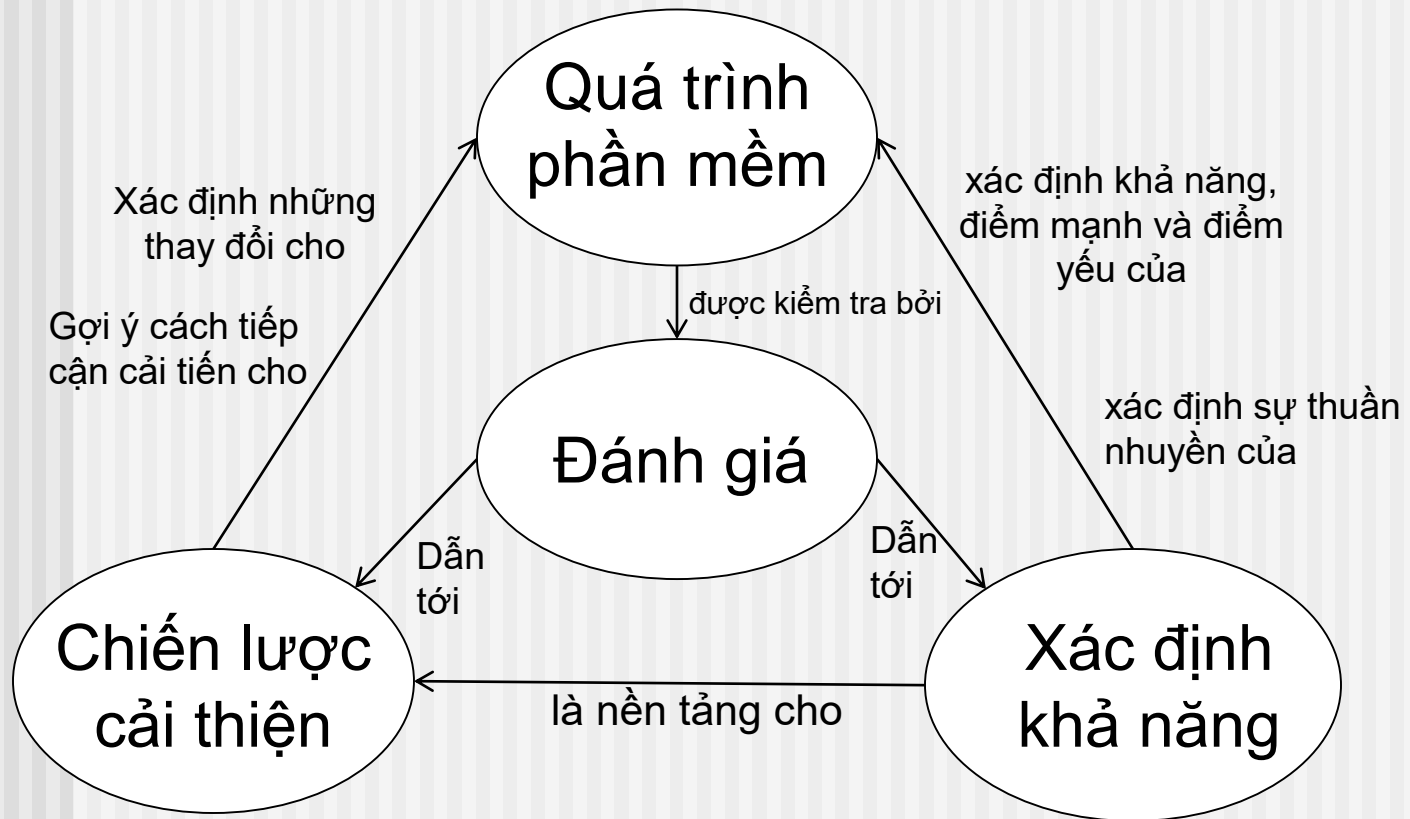 Quá trình
phần mềm
Xác định những
thay đổi cho
xác định khả năng,
điểm mạnh và điểm
yếu của
Gợi ý cách tiếp
cận cải tiến cho
được kiểm tra bởi
xác định sự thuần
nhuyền của
Đánh giá
Dẫn
tới
Dẫn
tới
Chiến lược
cải thiện
là nền tảng cho
Xác định
khả năng